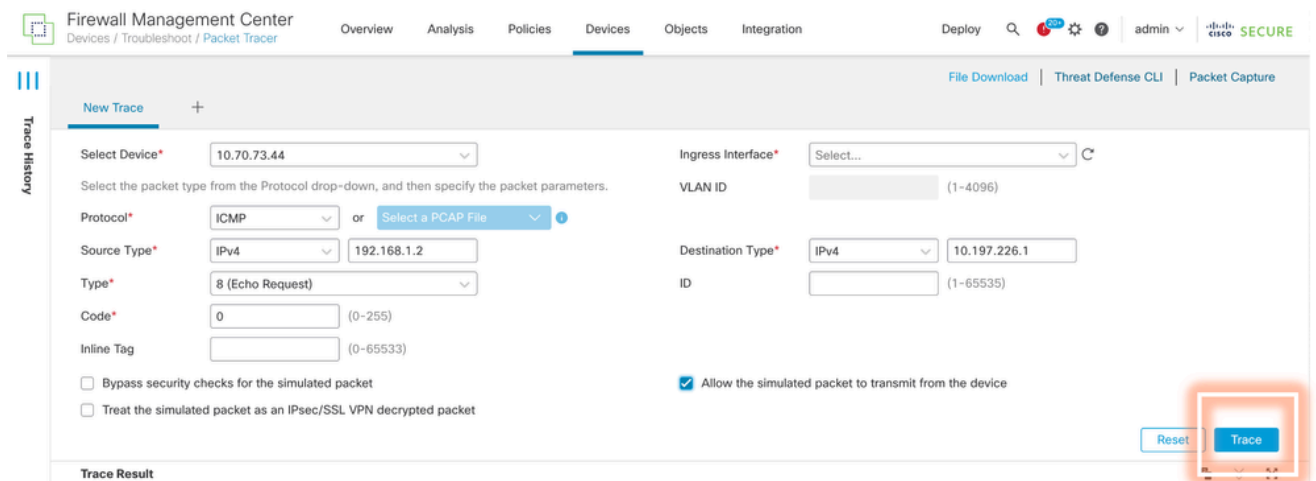 Firewall Management Center
Devices / Troubleshoot / Packet Tracer
Overview Analysis Policies Devices Objects Integration Deploy 20+ admin cisco SECURE
File Download | Threat Defense CLI | Packet Capture
Trace History
New Trace +
Select Device* 10.70.73.44 Ingress Interface* Select...
Select the packet type from the Protocol drop-down, and then specify the packet parameters. VLAN ID (1-4096)
Protocol* ICMP or Select a PCAP File
Source Type* IPv4 192.168.1.2 Destination Type* IPv4 10.197.226.1
Type* 8 (Echo Request) ID (1-65535)
Code* 0 (0-255)
Inline Tag (0-65533)
Bypass security checks for the simulated packet Allow the simulated packet to transmit from the device
Treat the simulated packet as an IPsec/SSL VPN decrypted packet
Reset Trace
Trace Result